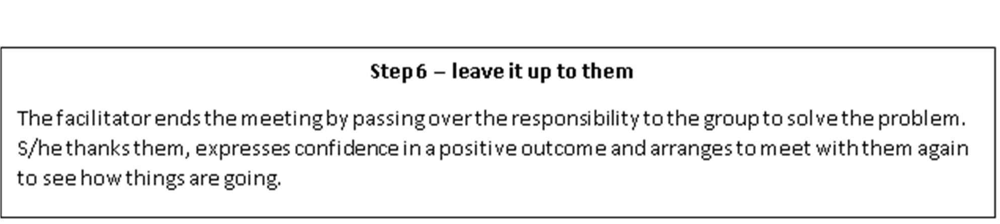 Step 6 – leave it up to them
The facilitator ends the meeting by passing over the responsibility to the group to solve the problem.
S/he thanks them, expresses confidence in a positive outcome and arranges to meet with them again
to see how things are going.